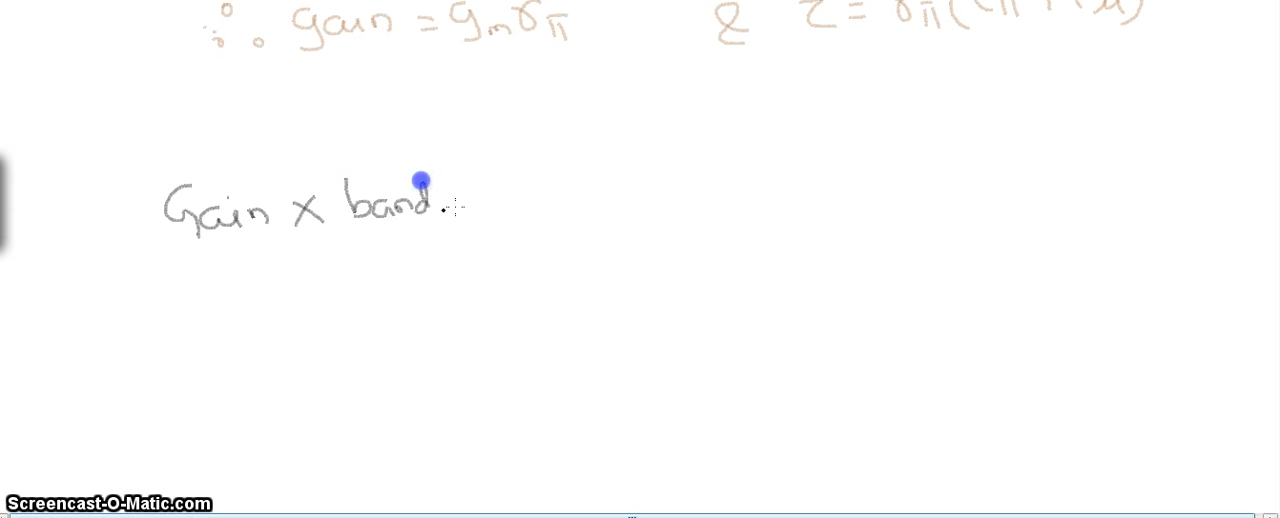 ∴ gain = gₘrπ & τ = rπ(
Gain × band
Screencast-O-Matic.com